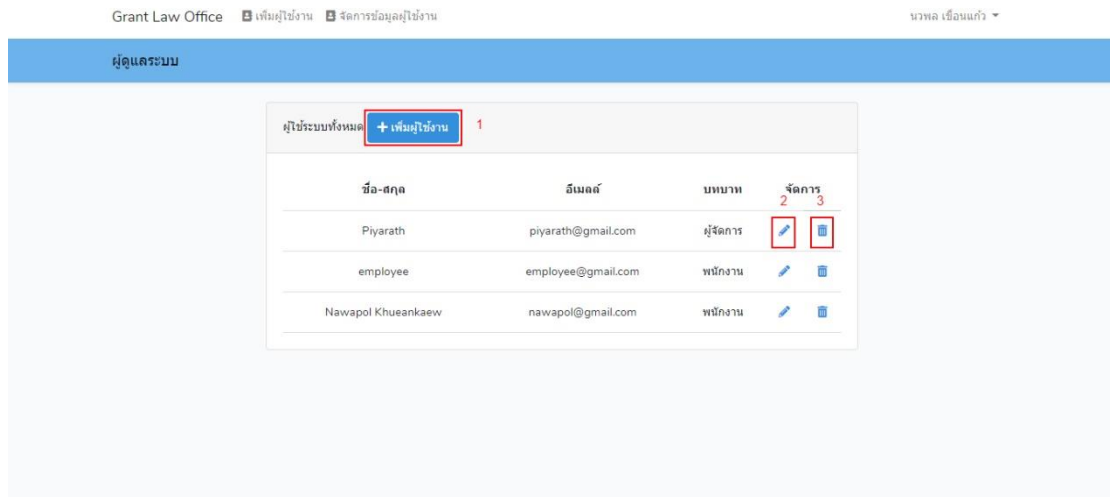 Grant Law Office เพิ่มผู้ใช้งาน จัดการข้อมูลผู้ใช้งาน นวพล เขื่อนแก้ว
ผู้ดูแลระบบ
ผู้ใช้ระบบทั้งหมด เพิ่มผู้ใช้งาน 1
ชื่อ-สกุล อีเมลล์ บทบาท จัดการ
2 3
Piyarath piyarath@gmail.com ผู้จัดการ
employee employee@gmail.com พนักงาน
Nawapol Khueankaew nawapol@gmail.com พนักงาน